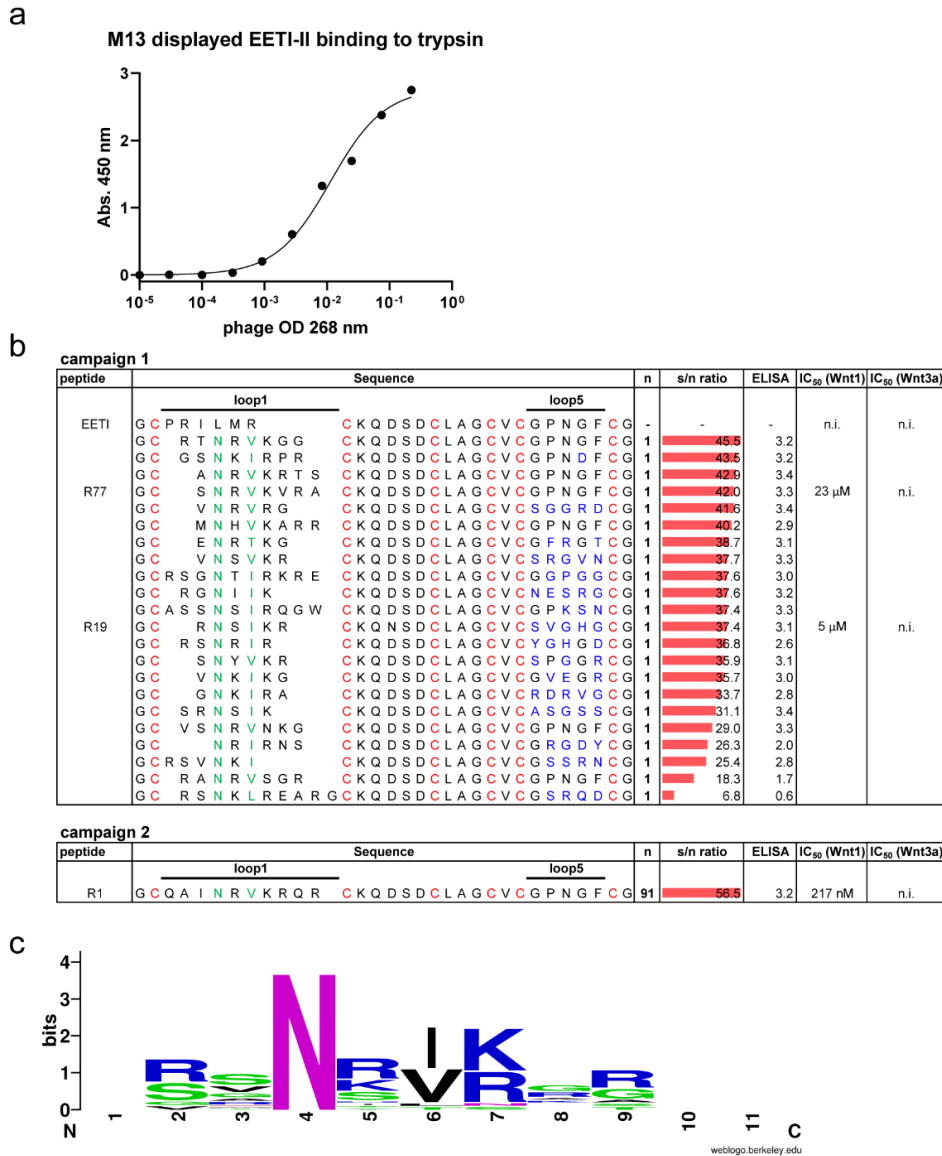 a
M13 displayed EETI-II binding to trypsin
3
2
1
0
Abs. 450 nm
10-5 10-4 10-3 10-2 10-1 100
phage OD 268 nm
b
campaign 1
peptide Sequence n s/n ratio ELISA IC50 (Wnt1) IC50 (Wnt3a)
loop1 loop5
EETI G C P R I L M R C K Q D S D C L A G C V C G P N G F C G - - - n.i. n.i.
G C R T N R V K G G C K Q D S D C L A G C V C G P N G F C G 1 45.5 3.2
G C G S N K I R P R C K Q D S D C L A G C V C G P N D F C G 1 43.5 3.2
G C A N R V K R T S C K Q D S D C L A G C V C G P N G F C G 1 42.9 3.4
R77 G C S N R V K V R A C K Q D S D C L A G C V C G P N G F C G 1 42.0 3.3 23 μM n.i.
G C V N R V R G C K Q D S D C L A G C V C S G G R D C G 1 41.6 3.4
G C M N H V K A R R C K Q D S D C L A G C V C G P N G F C G 1 40.2 2.9
G C E N R T K G C K Q D S D C L A G C V C G F R G T C G 1 38.7 3.1
G C V N S V K R C K Q D S D C L A G C V C S R G V N C G 1 37.7 3.3
G C R S G N T I R K R E C K Q D S D C L A G C V C G G P G G C G 1 37.6 3.0
G C R G N I I K C K Q D S D C L A G C V C N E S R G C G 1 37.6 3.2
G C A S S N S I R Q G W C K Q D S D C L A G C V C G P K S N C G 1 37.4 3.3
R19 G C R N S I K R C K Q N S D C L A G C V C S V G H G C G 1 37.4 3.1 5 μM n.i.
G C R S N R I R C K Q D S D C L A G C V C Y G H G D C G 1 36.8 2.6
G C S N Y V K R C K Q D S D C L A G C V C S P G G R C G 1 35.9 3.1
G C V N K I K G C K Q D S D C L A G C V C G V E G R C G 1 35.7 3.0
G C G N K I R A C K Q D S D C L A G C V C R D R V G C G 1 33.7 2.8
G C S R N S I K C K Q D S D C L A G C V C A S G S S C G 1 31.1 3.4
G C V S N R V N K G C K Q D S D C L A G C V C G P N G F C G 1 29.0 3.3
G C N R I R N S C K Q D S D C L A G C V C G R G D Y C G 1 26.3 2.0
G C R S V N K I C K Q D S D C L A G C V C G S S R N C G 1 25.4 2.8
G C R A N R V S G R C K Q D S D C L A G C V C G P N G F C G 1 18.3 1.7
G C R S N K L R E A R G C K Q D S D C L A G C V C G S R Q D C G 1 6.8 0.6
campaign 2
peptide Sequence n s/n ratio ELISA IC50 (Wnt1) IC50 (Wnt3a)
loop1 loop5
R1 G C Q A I N R V K R Q R C K Q D S D C L A G C V C G P N G F C G 91 56.5 3.2 217 nM n.i.
c
4
3
2
1
0
bits
R S N R K I V K R R G
N 1 2 3 4 5 6 7 8 9 10 11 C
weblogo.berkeley.edu